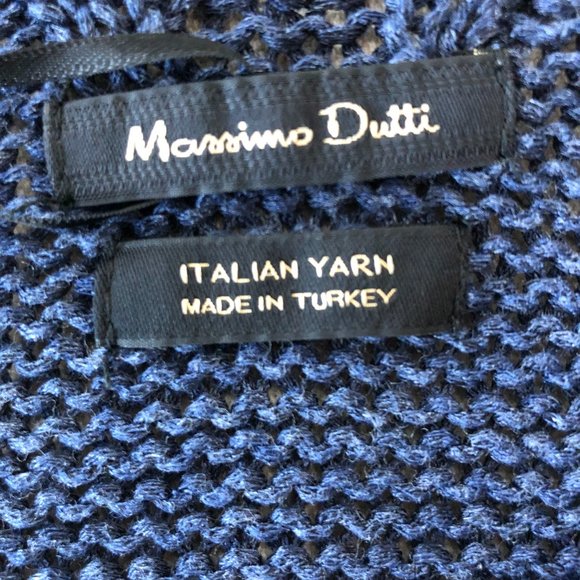 Massimo Dutti
ITALIAN YARN
MADE IN TURKEY